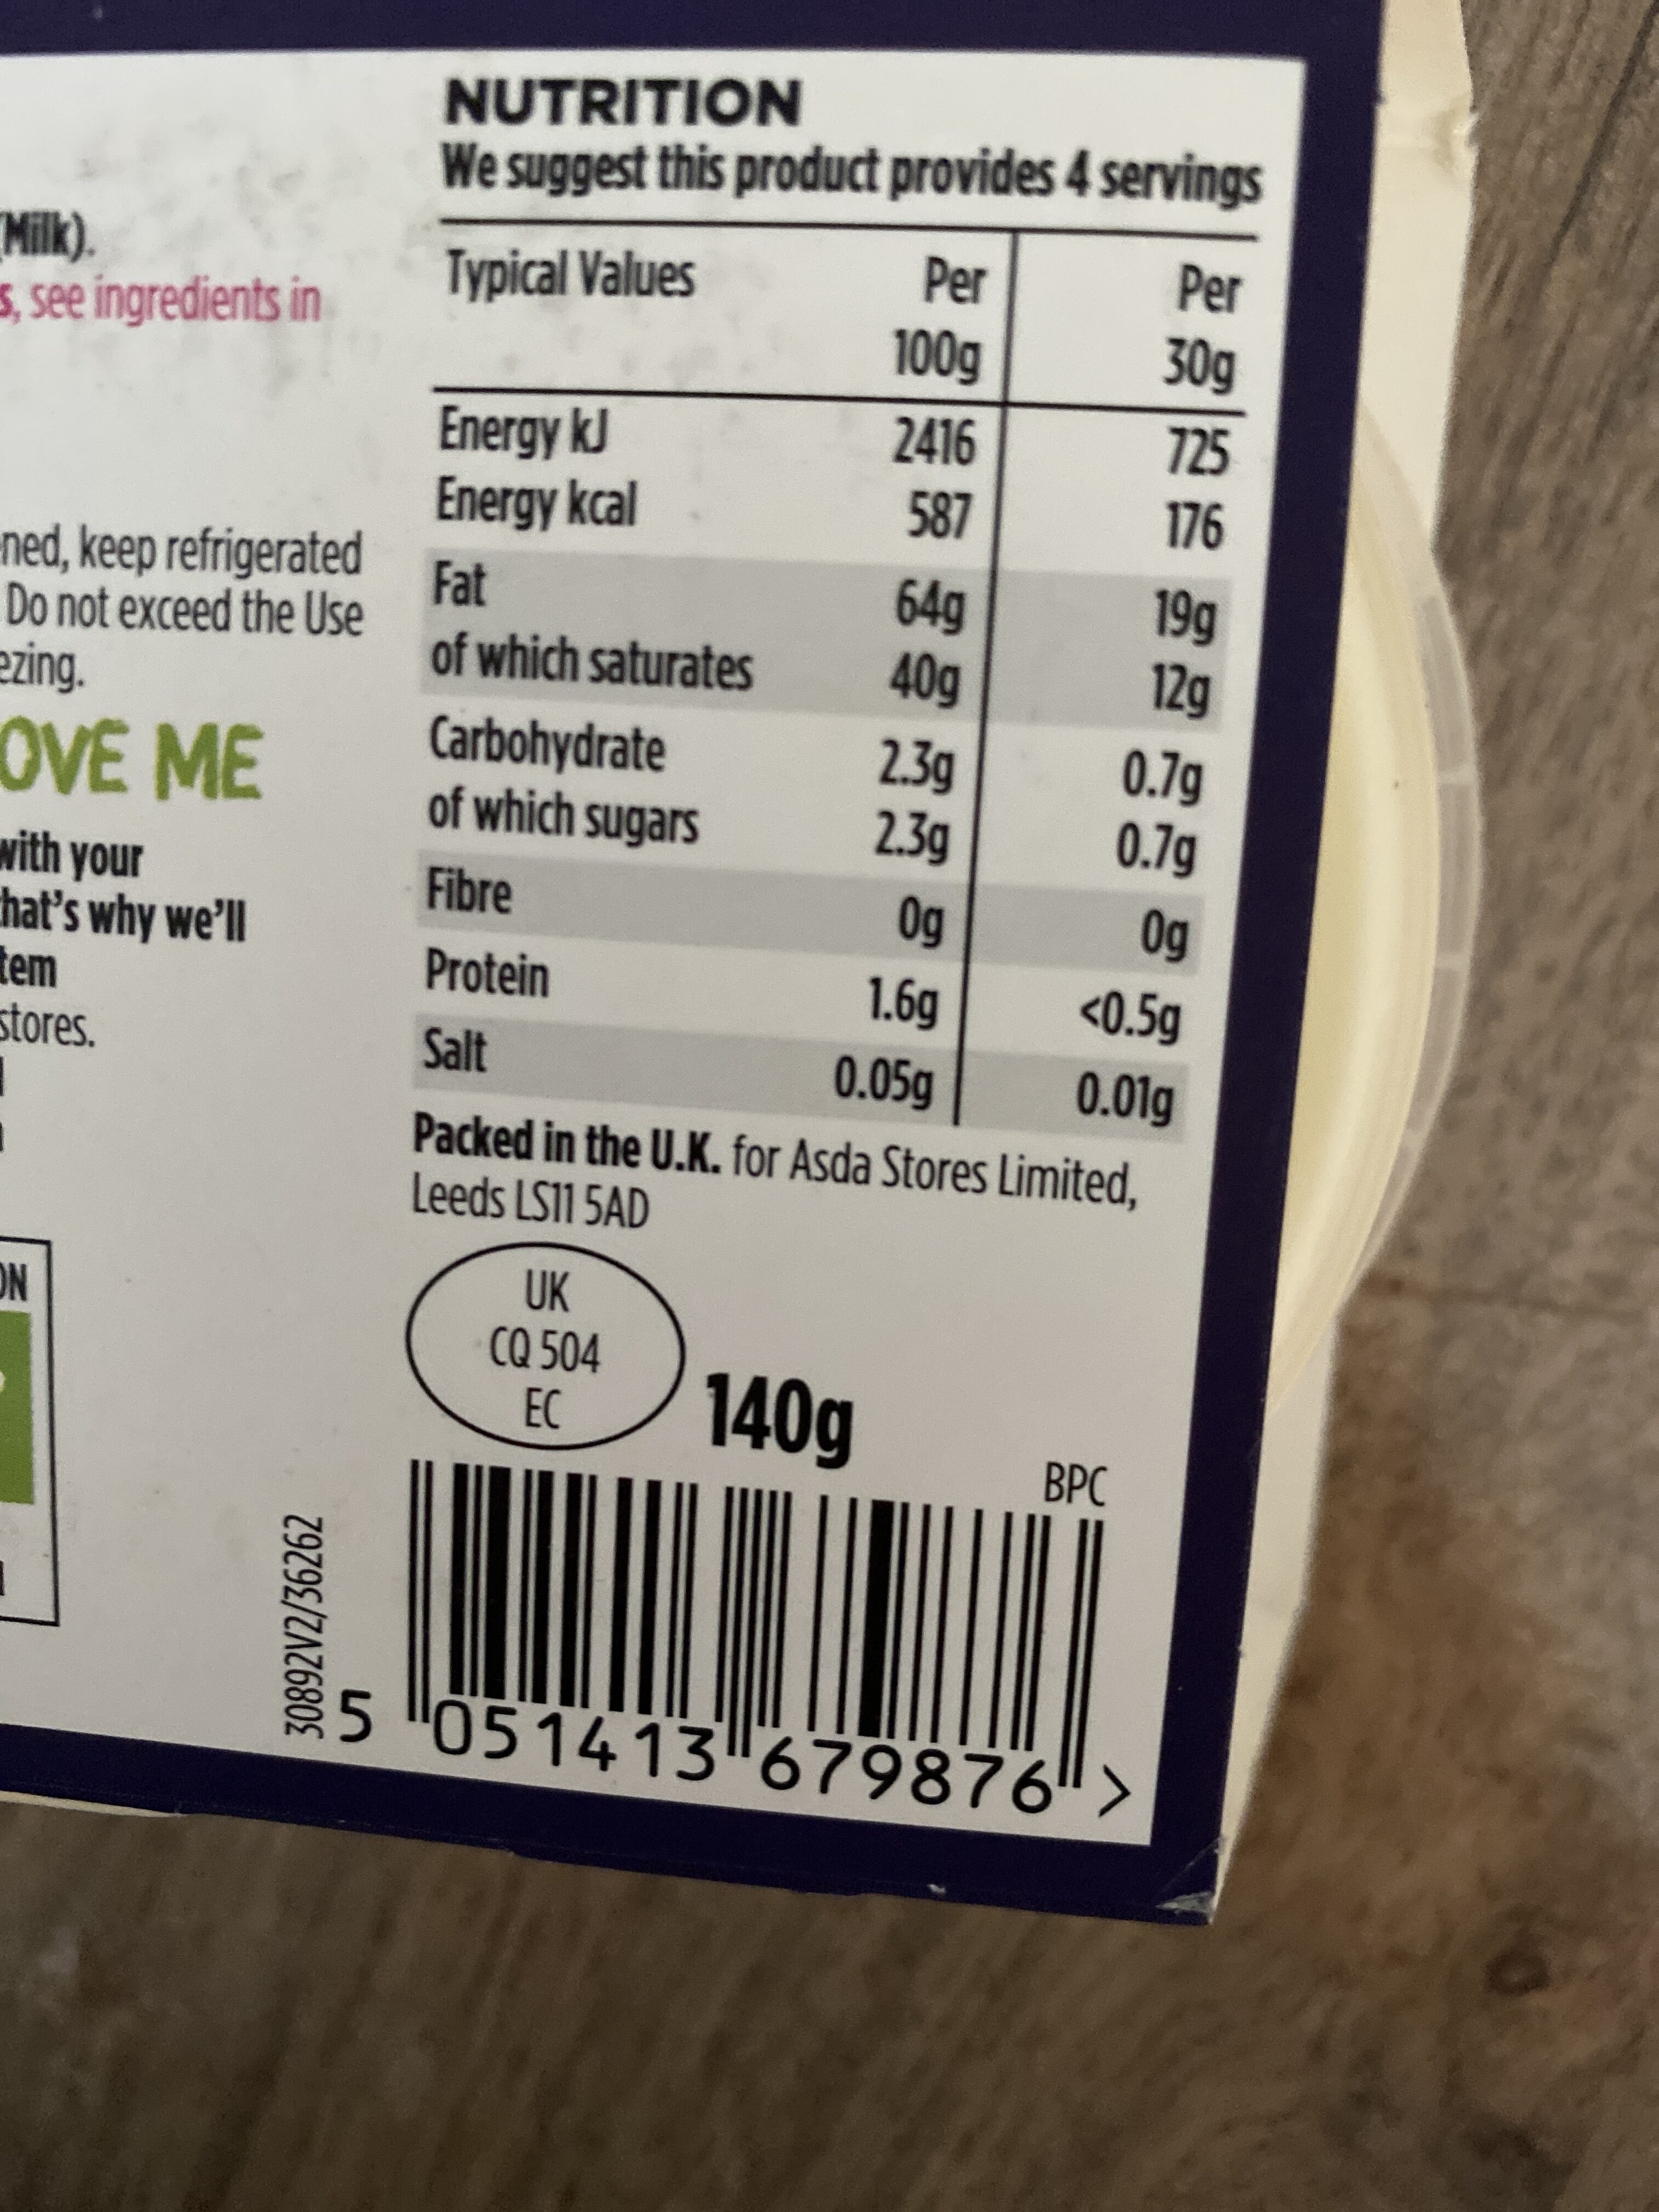 (Milk).
see ingredients in
keep refrigerated
Do not exceed the Use
OVE ME
with your
why we'll
stores.
NUTRITION
We suggest this product provides 4 servings
Typical Values Per 100g Per 30g
Energy kJ 2416 725
Energy kcal 587 176
Fat 64g 19g
of which saturates 40g 12g
Carbohydrate 2.3g 0.7g
of which sugars 2.3g 0.7g
Fibre 0g 0g
Protein 1.6g <0.5g
Salt 0.05g 0.01g
Packed in the U.K. for Asda Stores Limited,
Leeds LS11 5AD
UK
CQ 504
EC
140g
BPC
30892V2/36262
5 051413 679876 >